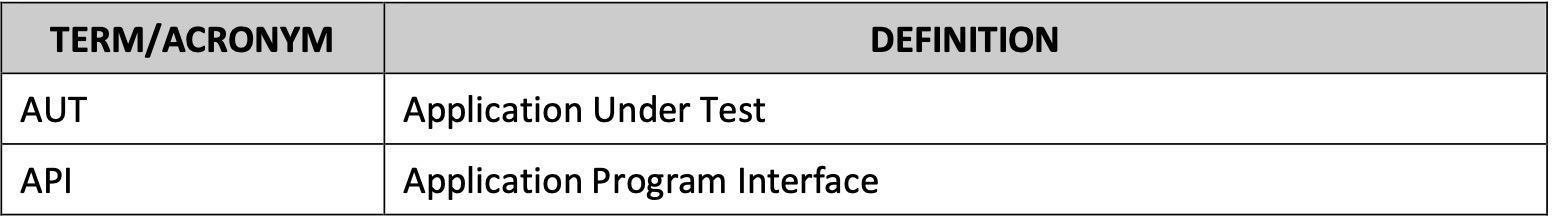 TERM/ACRONYM DEFINITION
AUT Application Under Test
API Application Program Interface